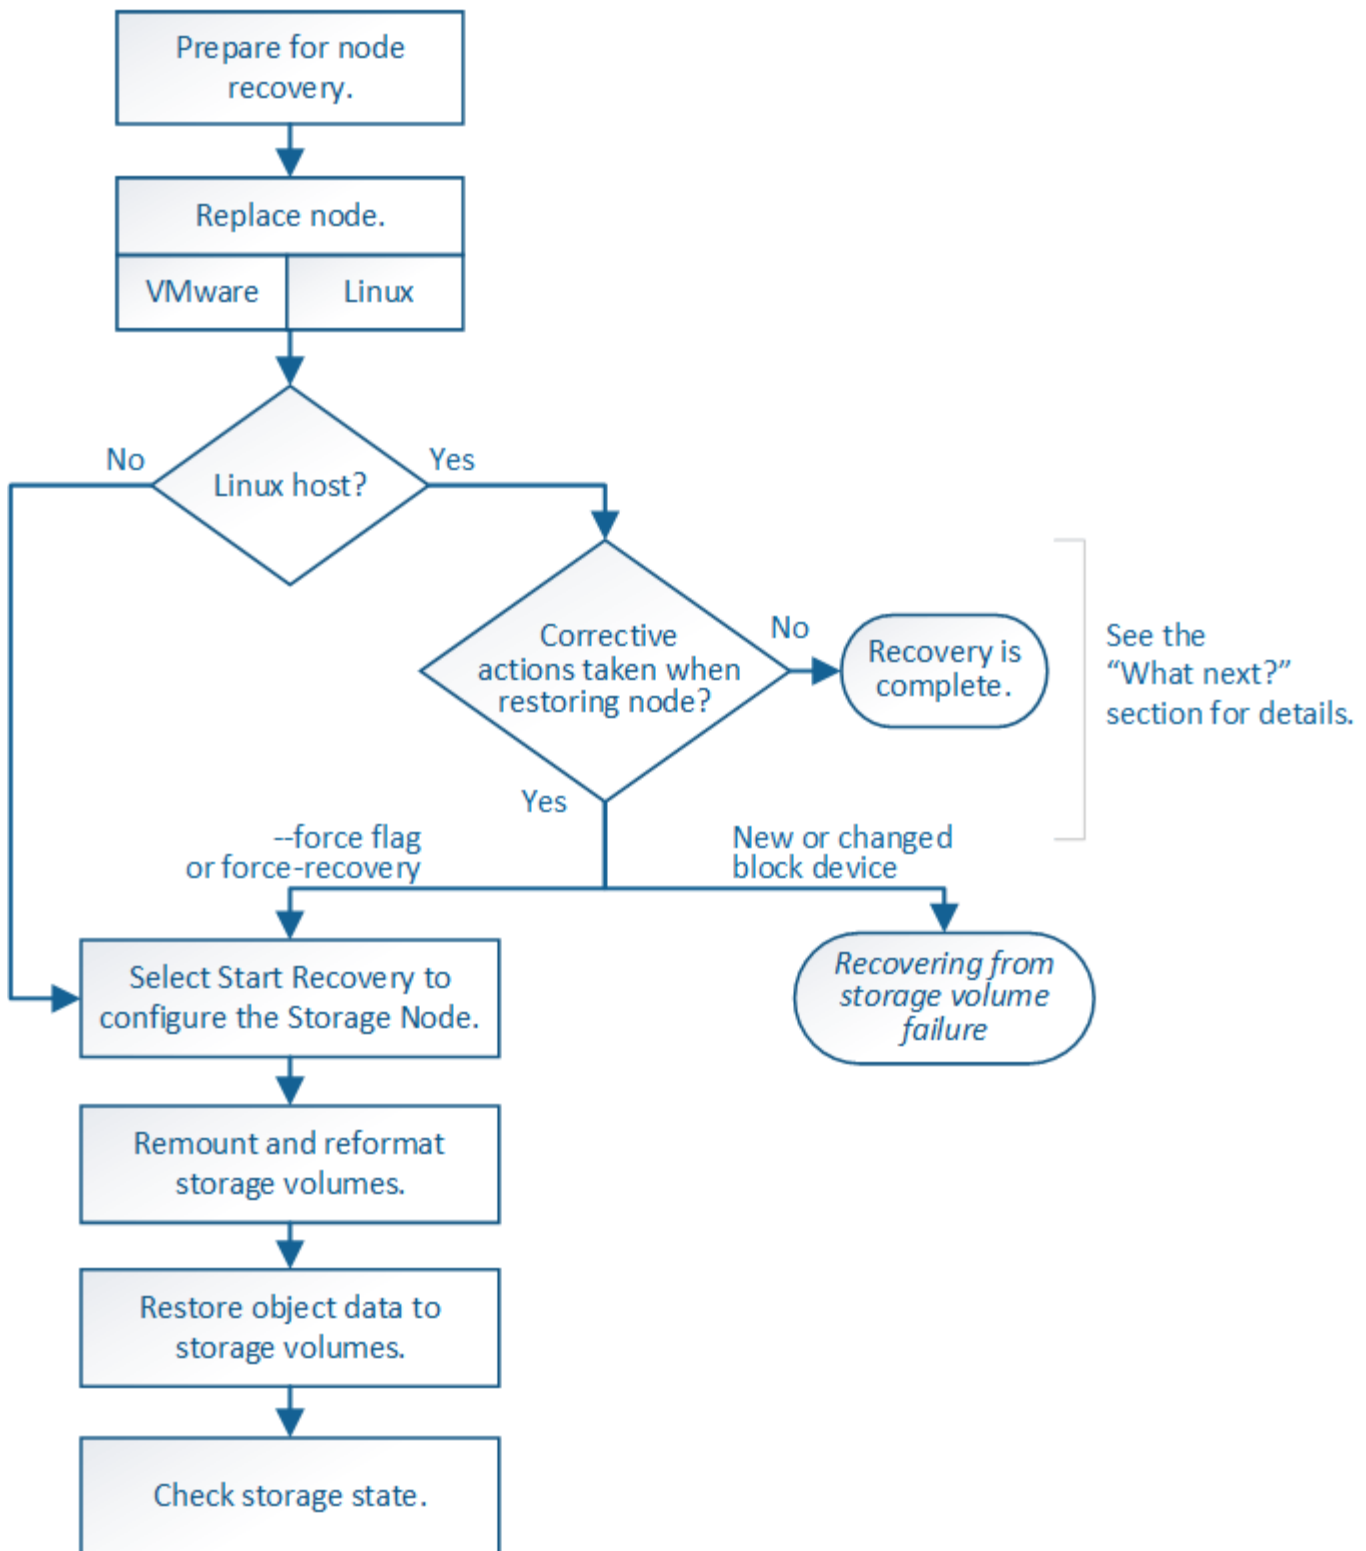 Prepare for node
recovery.
Replace node.
VMware
Linux
Linux host?
No
Yes
Corrective
actions taken when
restoring node?
No
Recovery is
complete.
See the
“What next?”
section for details.
Yes
--force flag
or force-recovery
New or changed
block device
Select Start Recovery to
configure the Storage Node.
Recovering from
storage volume
failure
Remount and reformat
storage volumes.
Restore object data to
storage volumes.
Check storage state.